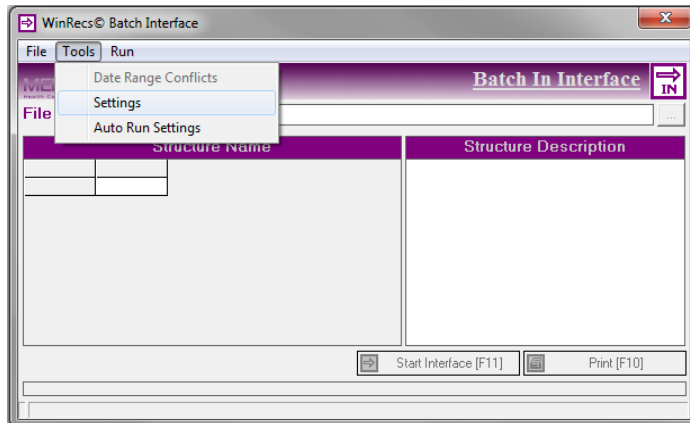 WinRecs© Batch Interface
File Tools Run
Date Range Conflicts
Settings
Auto Run Settings
Batch In Interface
IN
File
...
Structure Name
Structure Description
Start Interface [F11]
Print [F10]